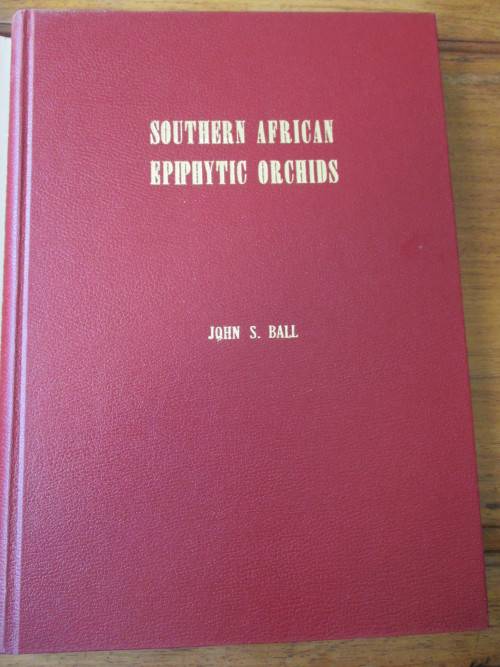 SOUTHERN AFRICAN
EPIPHYTIC ORCHIDS
JOHN S. BALL